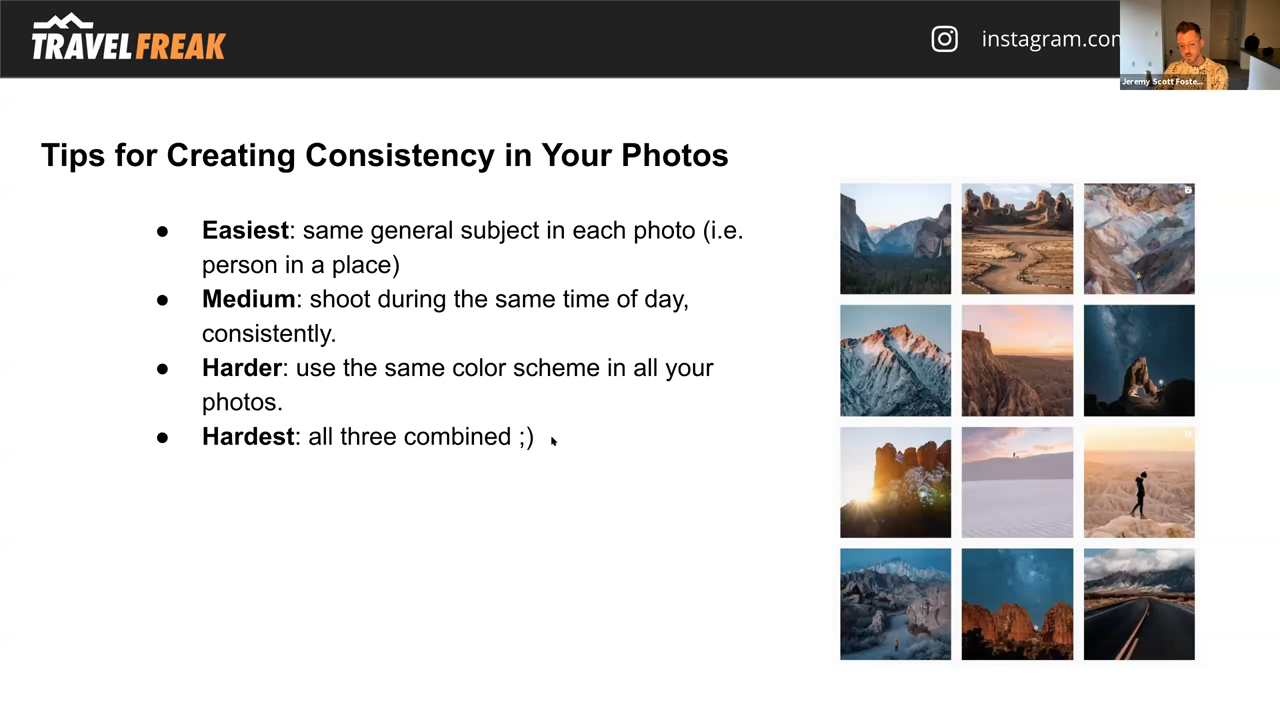 TRAVEL FREAK
instagram.com
Jeremy Scott Foste...
Tips for Creating Consistency in Your Photos
● Easiest: same general subject in each photo (i.e.
person in a place)
● Medium: shoot during the same time of day,
consistently.
● Harder: use the same color scheme in all your
photos.
● Hardest: all three combined ;)